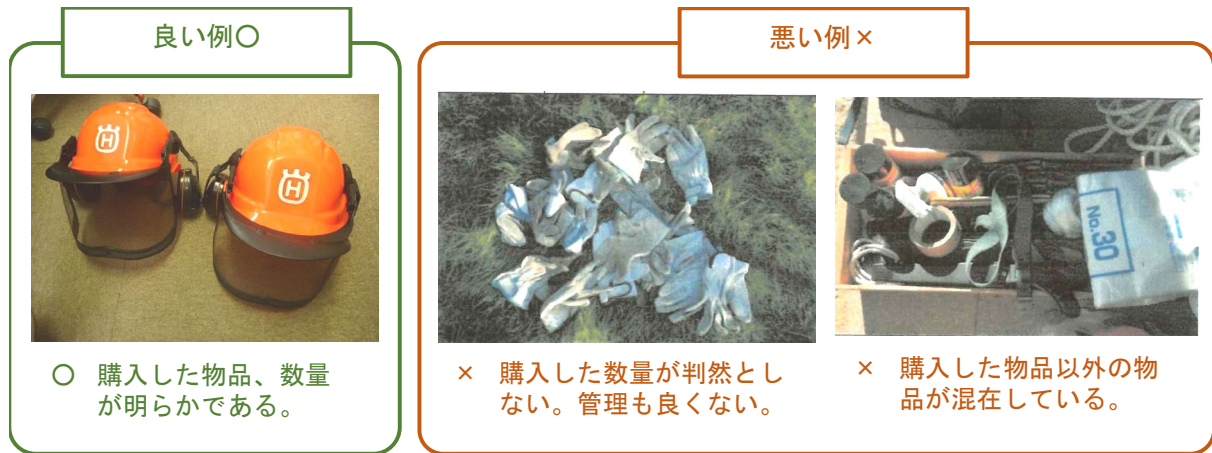 良い例〇
悪い例×
H
H
No.30
〇 購入した物品、数量
が明らかである。
× 購入した数量が判然とし
ない。管理も良くない。
× 購入した物品以外の物
品が混在している。